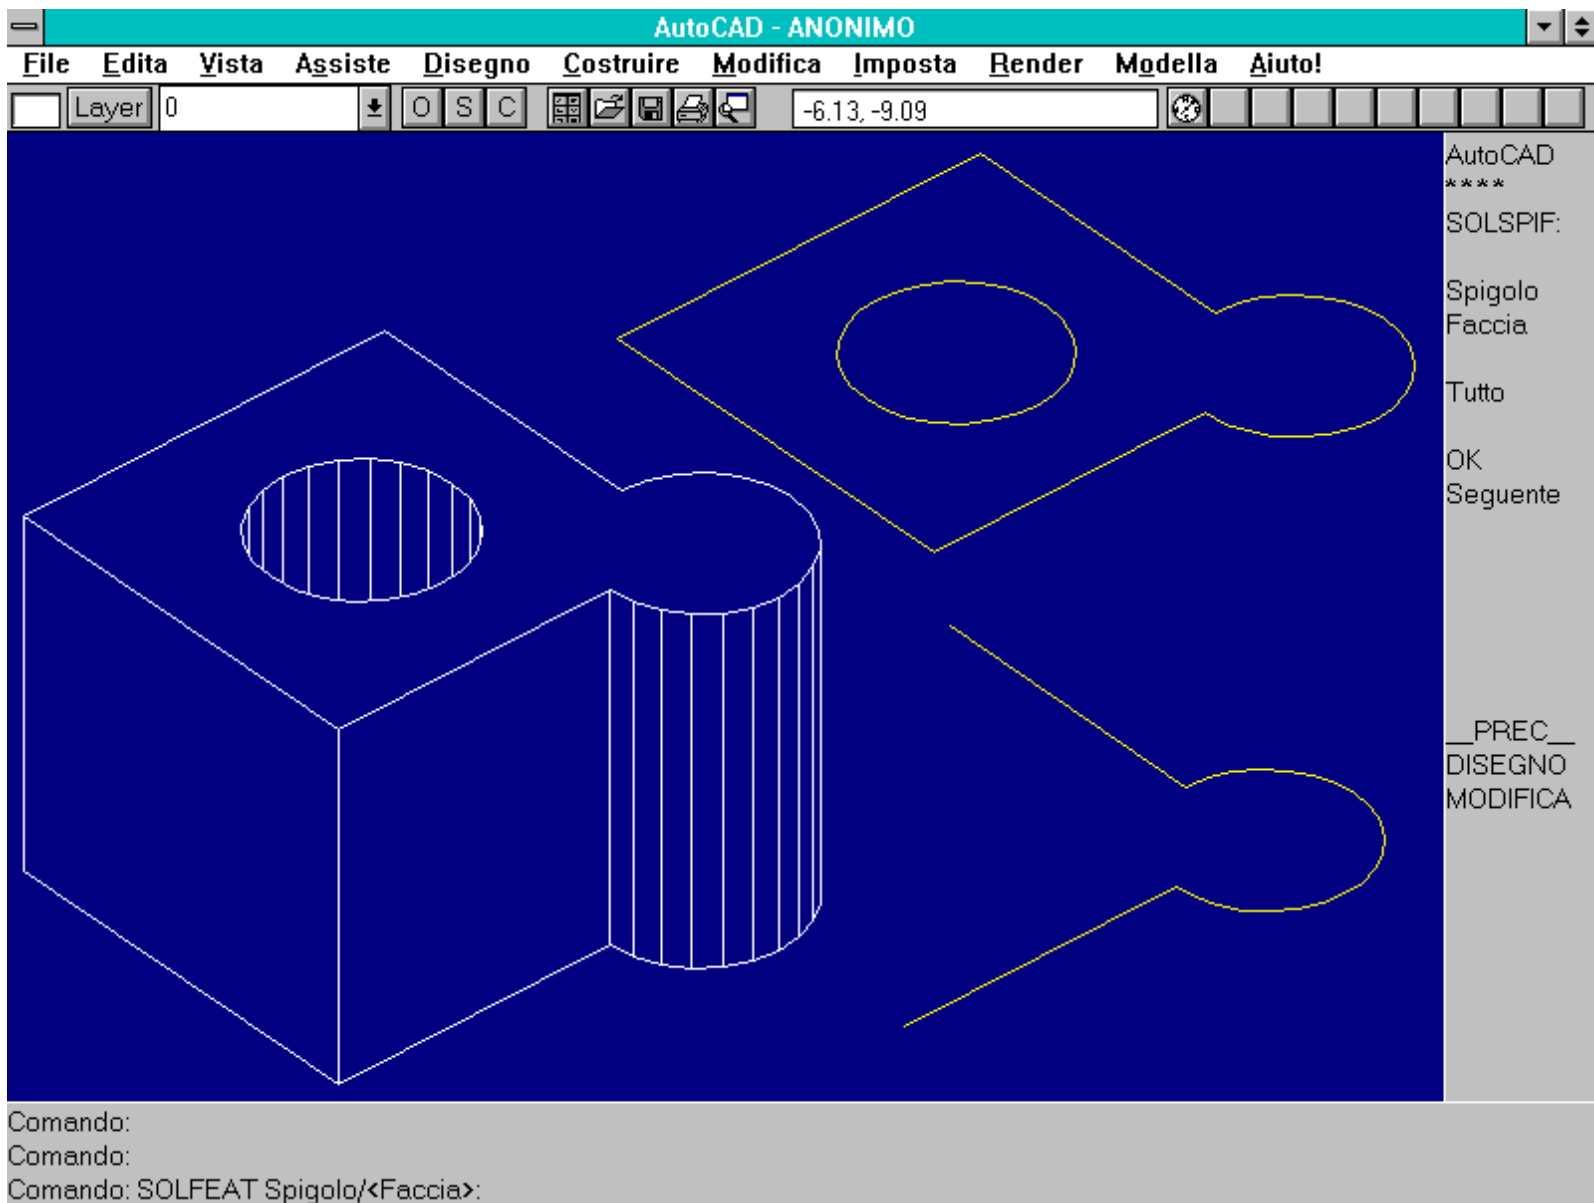 AutoCAD - ANONIMO
File Edita Vista Assiste Disegno Costruire Modifica Imposta Render Modella Aiuto!
Layer 0 O S C -6.13, -9.09
AutoCAD
****
SOLSPIF:
Spigolo
Faccia
Tutto
OK
Seguente
__PREC__
DISEGNO
MODIFICA
Comando:
Comando:
Comando: SOLFEAT Spigolo/<Faccia>: